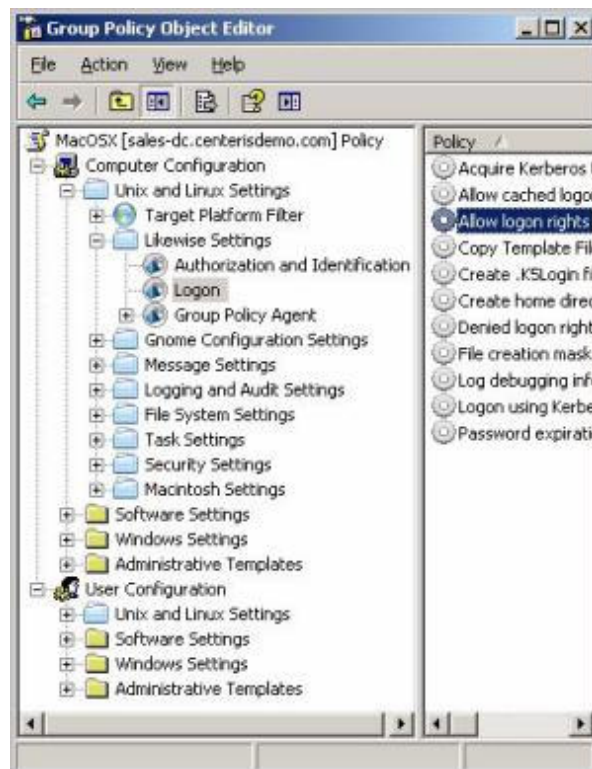 Group Policy Object Editor
File Action View Help
MacOSX [sales-dc.centerisdemo.com] Policy
Computer Configuration
Unix and Linux Settings
Target Platform Filter
Likewise Settings
Authorization and Identification
Logon
Group Policy Agent
Gnome Configuration Settings
Message Settings
Logging and Audit Settings
File System Settings
Task Settings
Security Settings
Macintosh Settings
Software Settings
Windows Settings
Administrative Templates
User Configuration
Unix and Linux Settings
Software Settings
Windows Settings
Administrative Templates
Policy
Acquire Kerberos
Allow cached logo
Allow logon rights
Copy Template Fil
Create .K5Login fi
Create home direc
Denied logon right
File creation mask
Log debugging inf
Logon using Kerbe
Password expirati